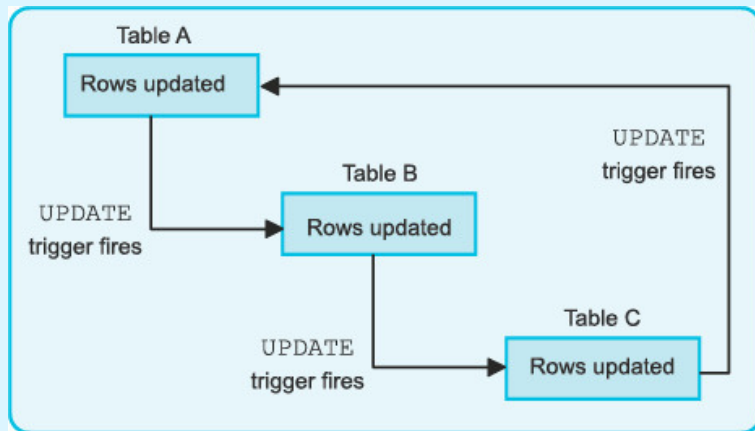 Table A
Rows updated
UPDATE
trigger fires
Table B
Rows updated
UPDATE
trigger fires
Table C
Rows updated
UPDATE
trigger fires